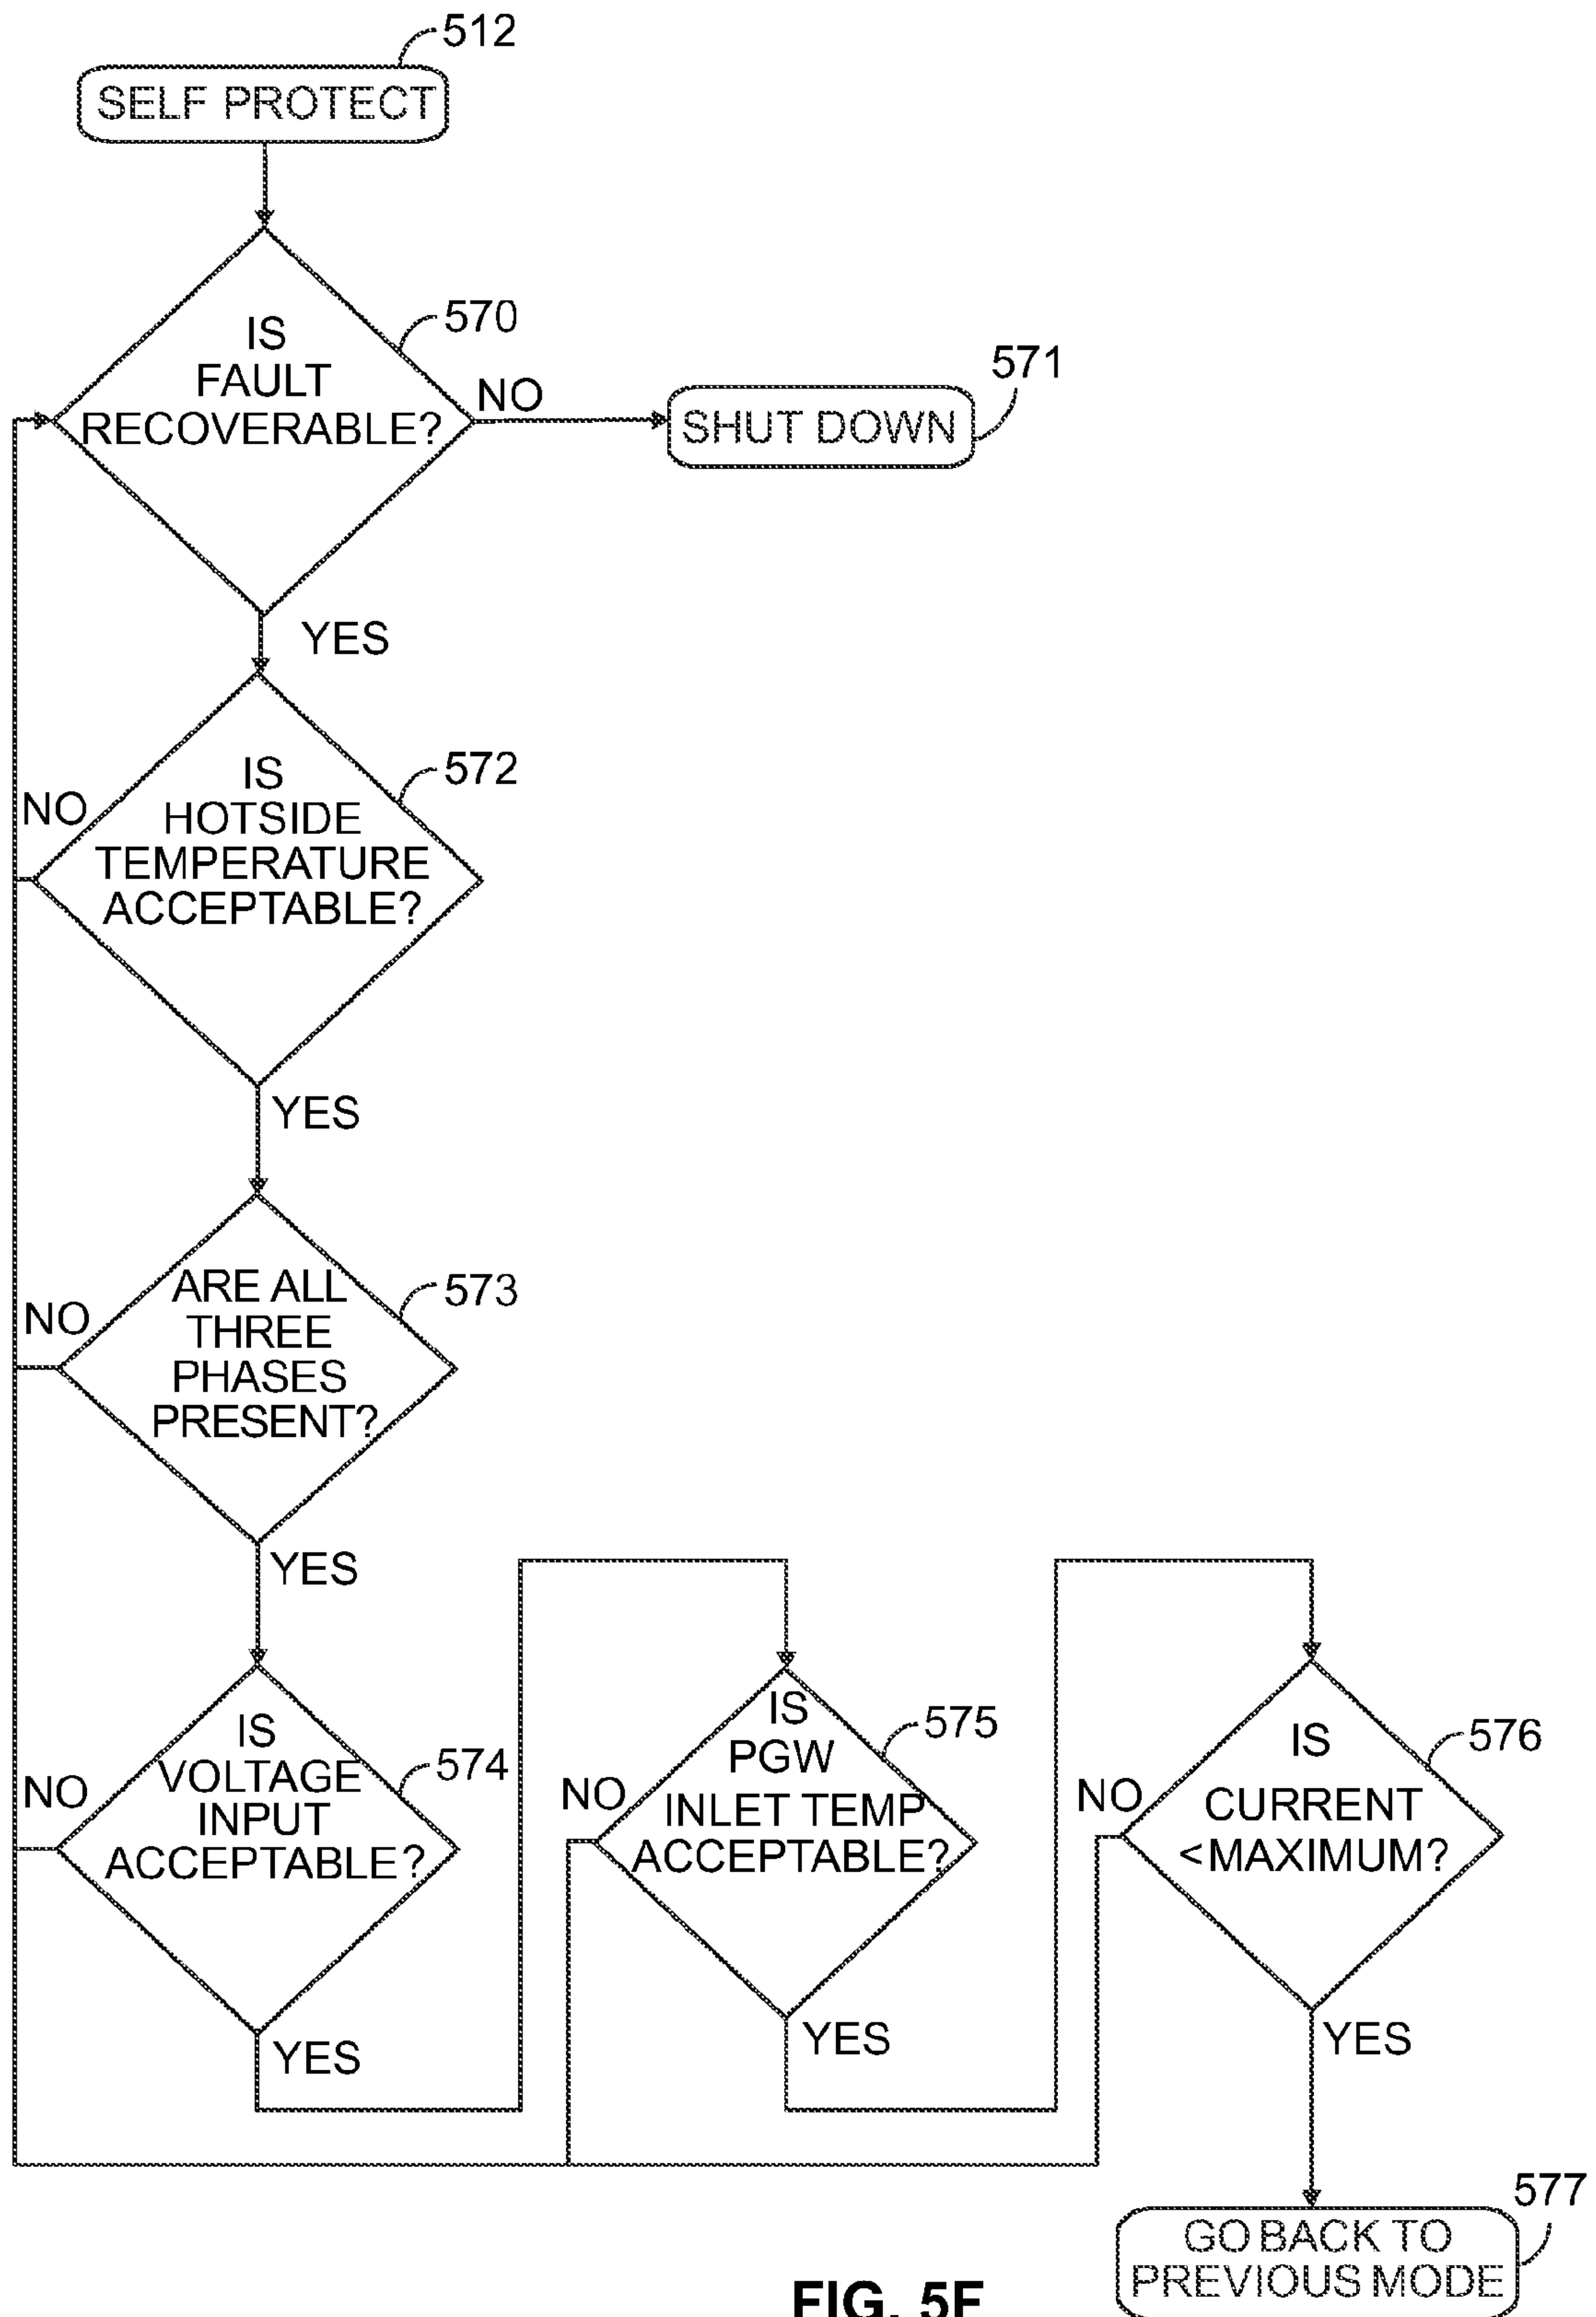 512
SELF PROTECT
570
IS
FAULT
RECOVERABLE?
NO
571
SHUT DOWN
YES
572
IS
HOTSIDE
TEMPERATURE
ACCEPTABLE?
NO
YES
573
ARE ALL
THREE
PHASES
PRESENT?
NO
YES
574
IS
VOLTAGE
INPUT
ACCEPTABLE?
NO
YES
575
IS
PGW
INLET TEMP
ACCEPTABLE?
NO
YES
576
IS
CURRENT
<MAXIMUM?
NO
YES
577
GO BACK TO
PREVIOUS MODE
FIG. 5F